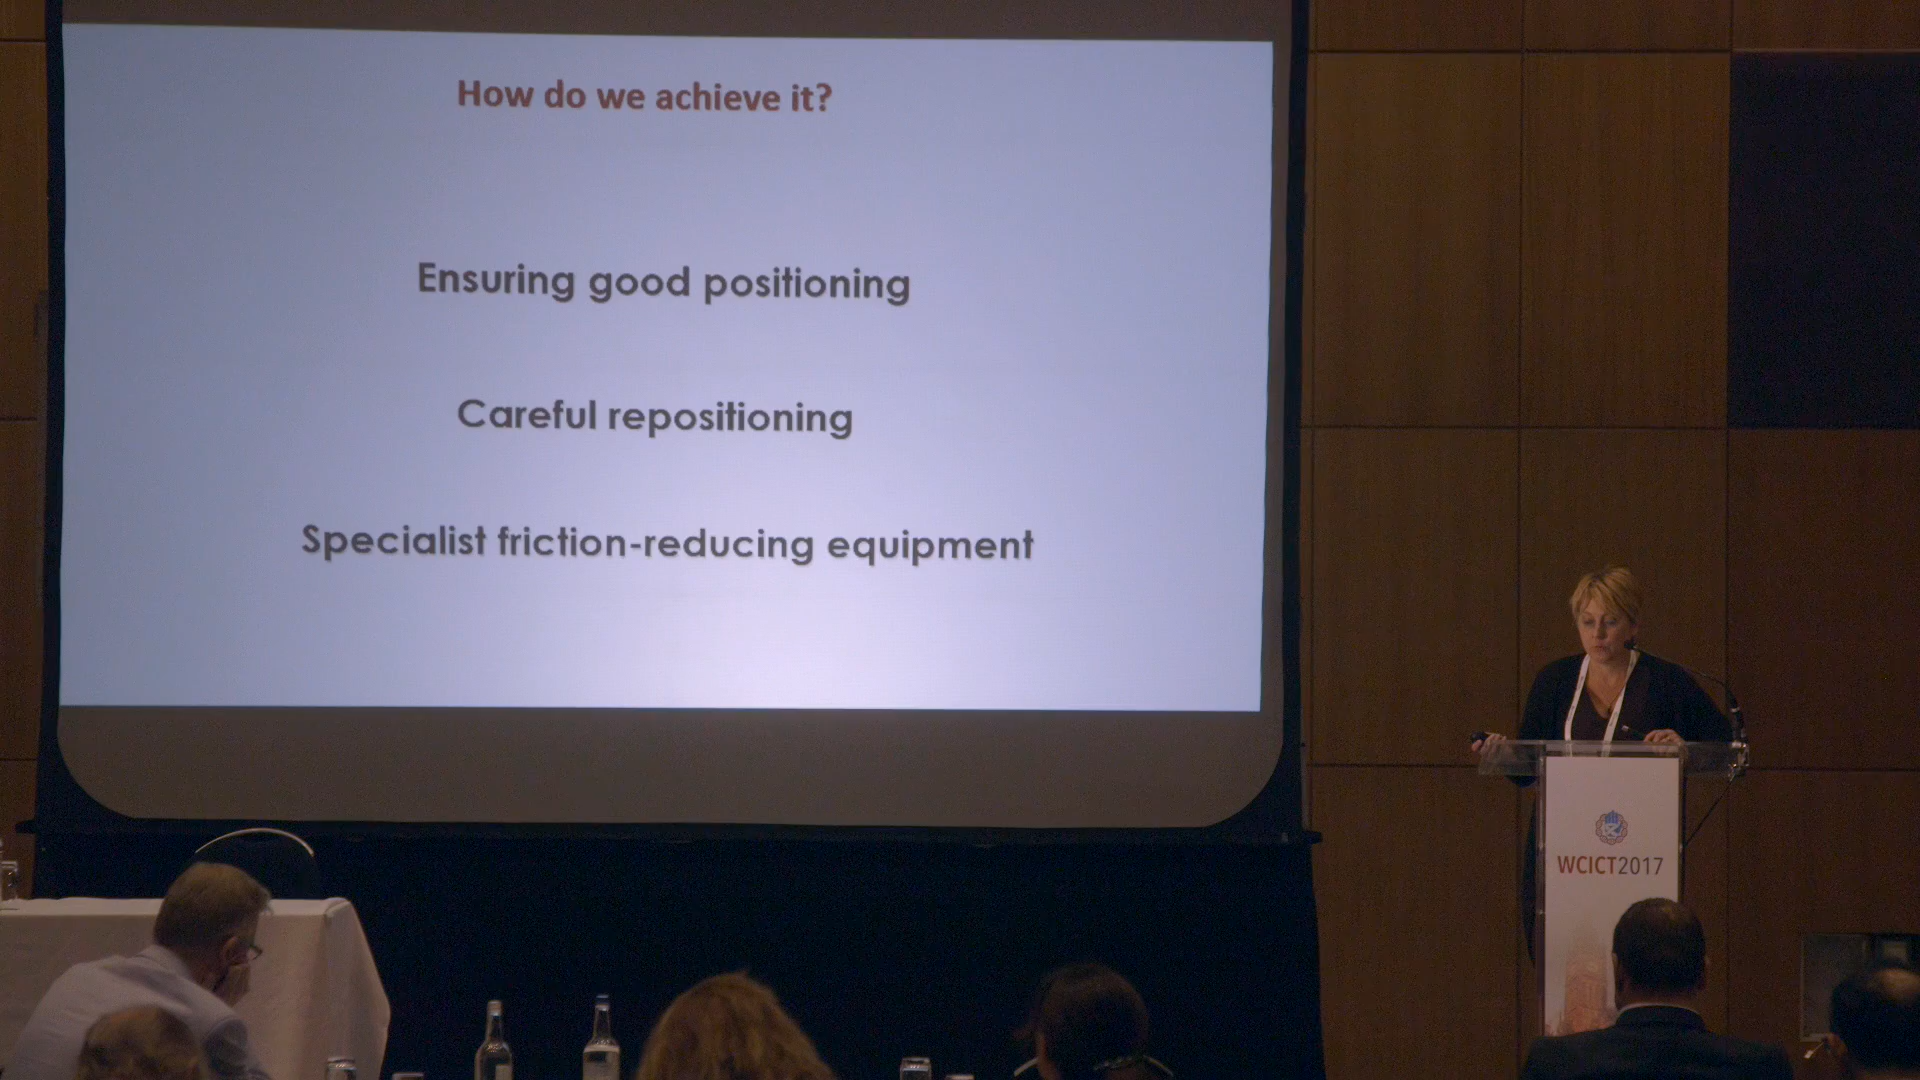 How do we achieve it?
Ensuring good positioning
Careful repositioning
Specialist friction-reducing equipment
WCICT2017